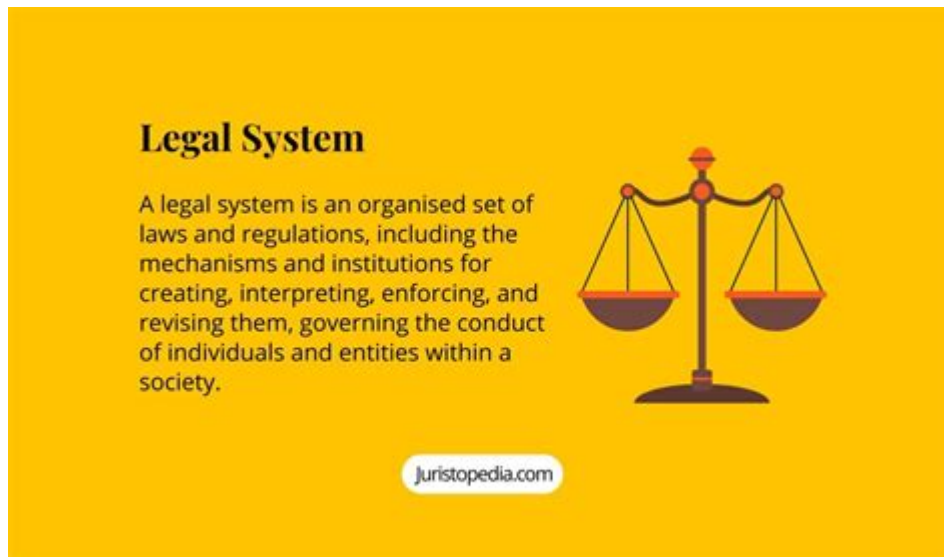 Legal System
A legal system is an organised set of
laws and regulations, including the
mechanisms and institutions for
creating, interpreting, enforcing, and
revising them, governing the conduct
of individuals and entities within a
society.
Juristopedia.com